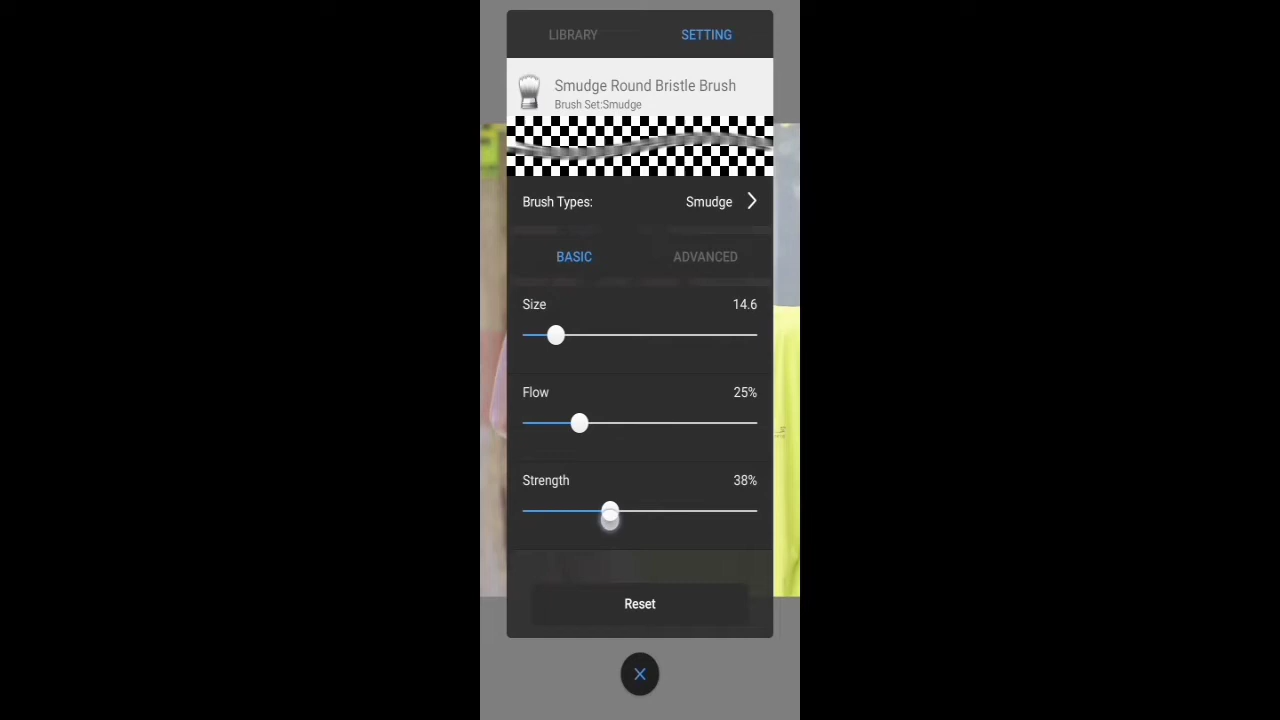 LIBRARY SETTING
Smudge Round Bristle Brush
Brush Set:Smudge
Brush Types: Smudge
BASIC ADVANCED
Size 14.6
Flow 25%
Strength 38%
Reset